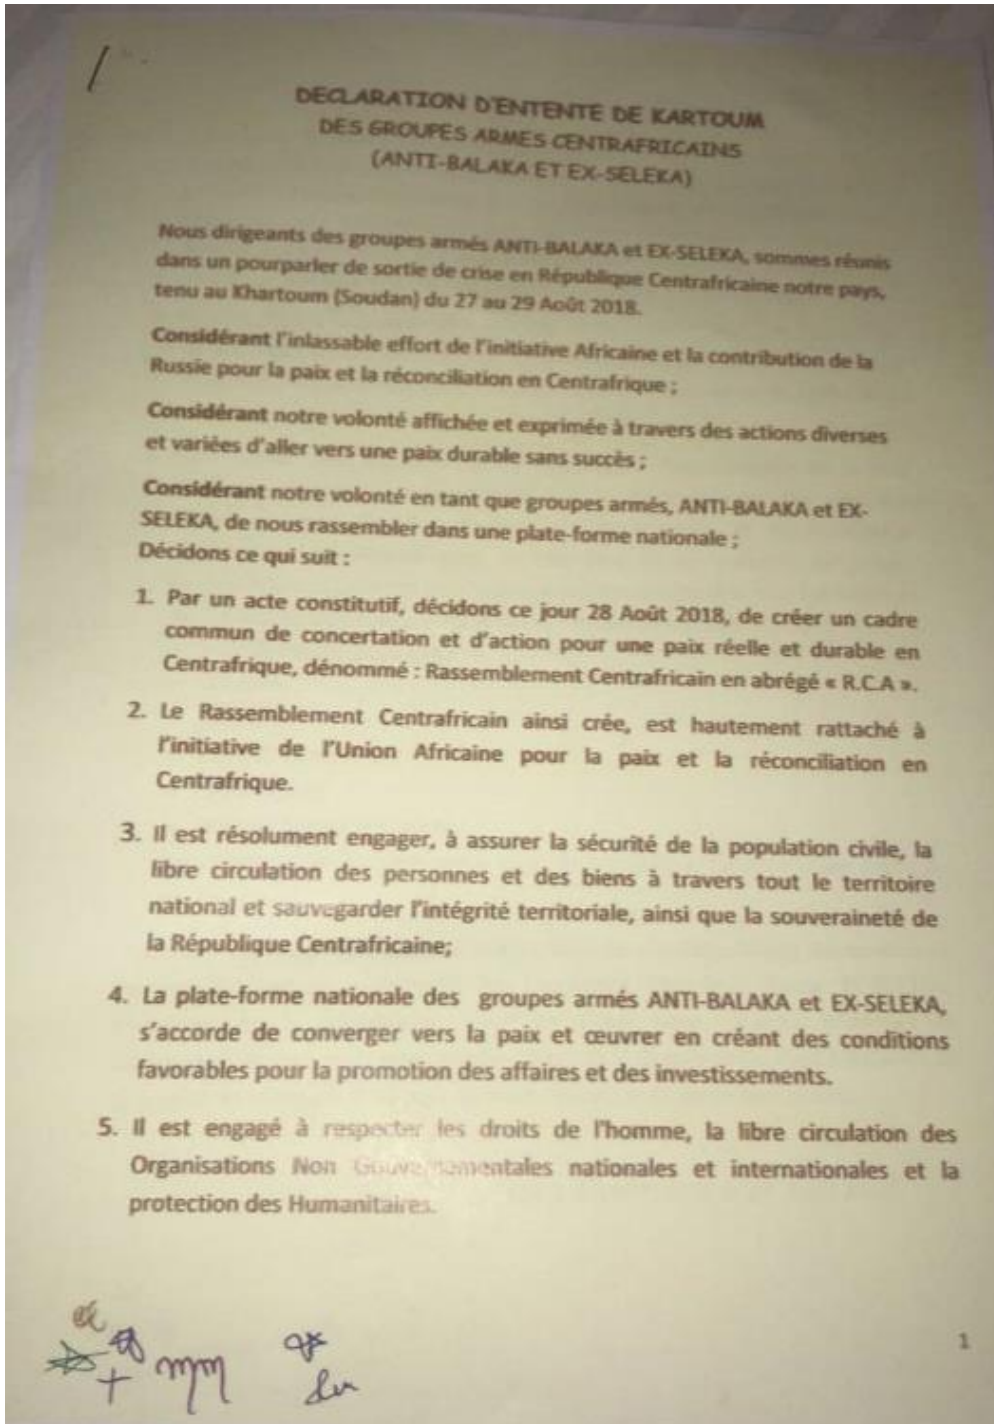 DECLARATION D'ENTENTE DE KARTOUM
DES GROUPES ARMES CENTRAFRICAINS
(ANTI-BALAKA ET EX-SELEKA)
Nous dirigeants des groupes armés ANTI-BALAKA et EX-SELEKA, sommes réunis
dans un pourparler de sortie de crise en République Centrafricaine notre pays,
tenu au Khartoum (Soudan) du 27 au 29 Août 2018.
Considérant l'inlassable effort de l'initiative Africaine et la contribution de la
Russie pour la paix et la réconciliation en Centrafrique ;
Considérant notre volonté affichée et exprimée à travers des actions diverses
et variées d'aller vers une paix durable sans succès ;
Considérant notre volonté en tant que groupes armés, ANTI-BALAKA et EX-
SELEKA, de nous rassembler dans une plate-forme nationale ;
Décidons ce qui suit :
1. Par un acte constitutif, décidons ce jour 28 Août 2018, de créer un cadre
commun de concertation et d'action pour une paix réelle et durable en
Centrafrique, dénommé : Rassemblement Centrafricain en abrégé « R.C.A ».
2. Le Rassemblement Centrafricain ainsi crée, est hautement rattaché à
l'initiative de l'Union Africaine pour la paix et la réconciliation en
Centrafrique.
3. Il est résolument engager, à assurer la sécurité de la population civile, la
libre circulation des personnes et des biens à travers tout le territoire
national et sauvegarder l'intégrité territoriale, ainsi que la souveraineté de
la République Centrafricaine;
4. La plate-forme nationale des groupes armés ANTI-BALAKA et EX-SELEKA,
s'accorde de converger vers la paix et œuvrer en créant des conditions
favorables pour la promotion des affaires et des investissements.
5. Il est engagé à respecter les droits de l'homme, la libre circulation des
Organisations Non Gouvernementales nationales et internationales et la
protection des Humanitaires.
1